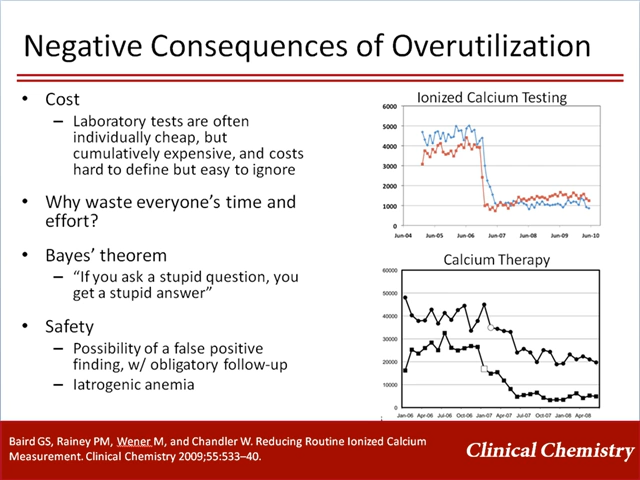 Negative Consequences of Overutilization
• Cost
– Laboratory tests are often
individually cheap, but
cumulatively expensive, and costs
hard to define but easy to ignore
• Why waste everyone's time and
effort?
• Bayes' theorem
– "If you ask a stupid question, you
get a stupid answer"
• Safety
– Possibility of a false positive
finding, w/ obligatory follow-up
– Iatrogenic anemia
Ionized Calcium Testing
6000
5000
4000
3000
2000
1000
0
Jun-04 Jun-05 Jun-06 Jun-07 Jun-08 Jun-09 Jun-10
Calcium Therapy
60000
50000
40000
30000
20000
10000
0
Jan-06 Apr-06 Jul-06 Oct-06 Jan-07 Apr-07 Jul-07 Oct-07 Jan-08 Apr-08
Baird GS, Rainey PM, Wener M, and Chandler W. Reducing Routine Ionized Calcium
Measurement. Clinical Chemistry 2009;55:533–40.
Clinical Chemistry